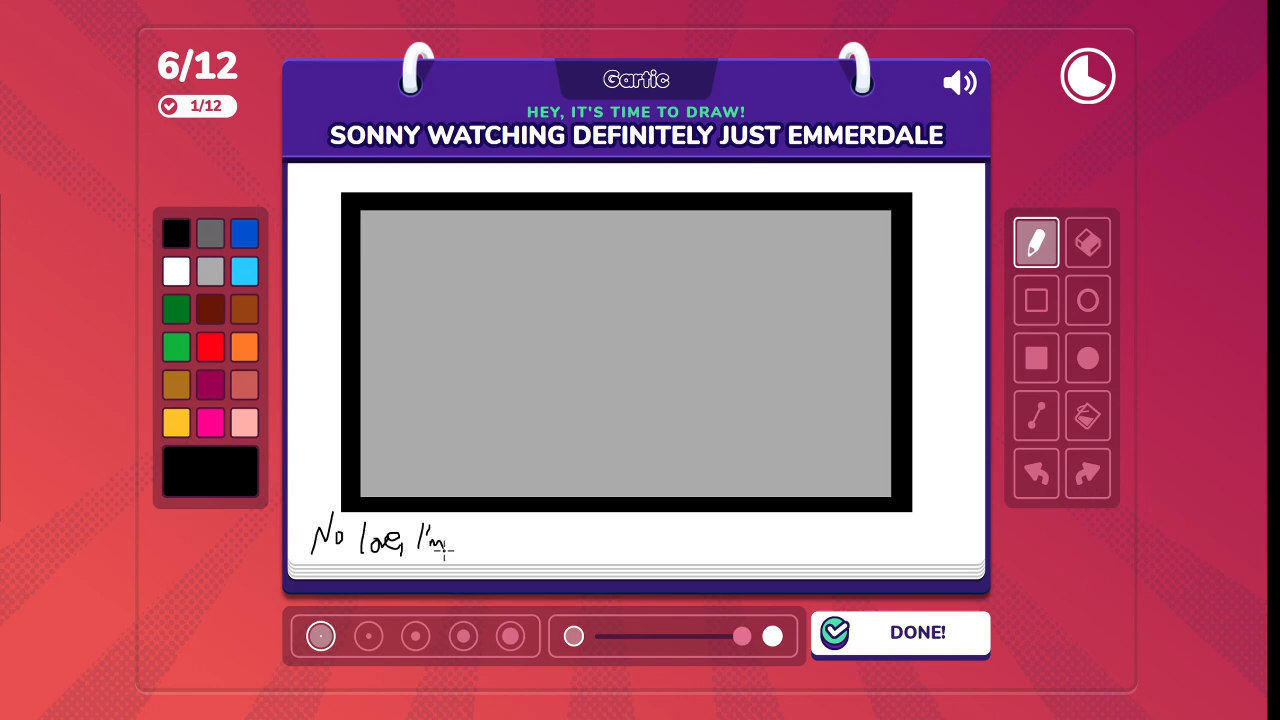 6/12
1/12
Gartic
HEY, IT'S TIME TO DRAW!
SONNY WATCHING DEFINITELY JUST EMMERDALE
No love, I'm
DONE!